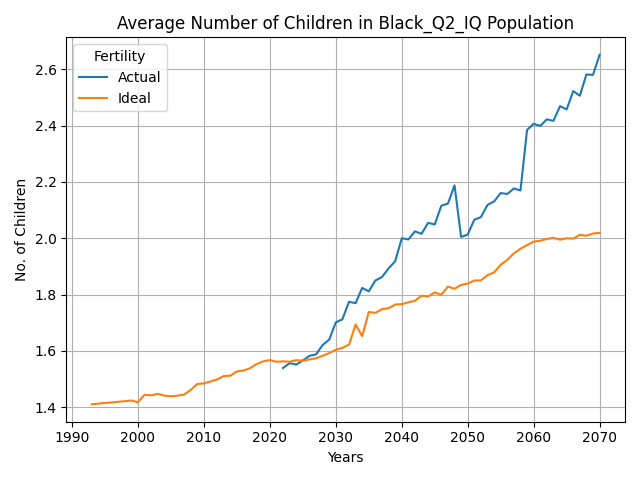 Average Number of Children in Black_Q2_IQ Population
Fertility
Actual
Ideal
No. of Children
2.6
2.4
2.2
2.0
1.8
1.6
1.4
1990 2000 2010 2020 2030 2040 2050 2060 2070
Years